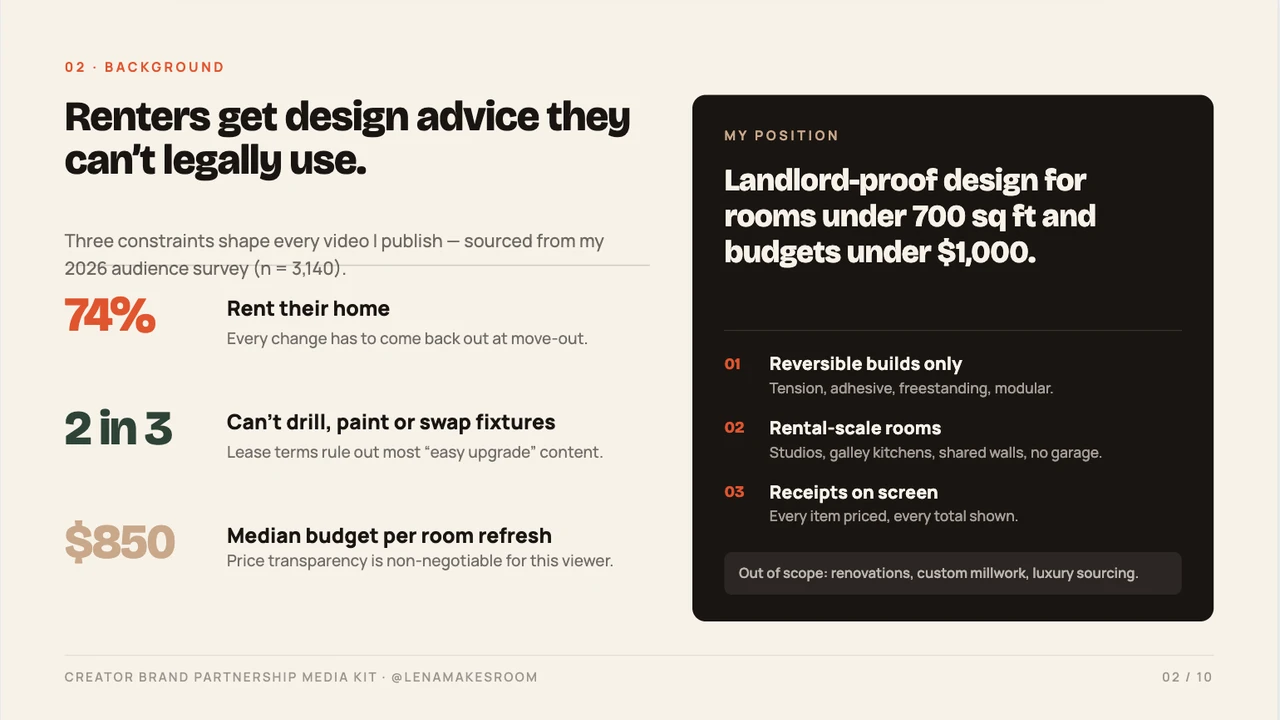 02 · BACKGROUND
Renters get design advice they
can’t legally use.
Three constraints shape every video I publish — sourced from my
2026 audience survey (n = 3,140).
74%
Rent their home
Every change has to come back out at move-out.
2 in 3
Can’t drill, paint or swap fixtures
Lease terms rule out most “easy upgrade” content.
$850
Median budget per room refresh
Price transparency is non-negotiable for this viewer.
MY POSITION
Landlord-proof design for
rooms under 700 sq ft and
budgets under $1,000.
01
Reversible builds only
Tension, adhesive, freestanding, modular.
02
Rental-scale rooms
Studios, galley kitchens, shared walls, no garage.
03
Receipts on screen
Every item priced, every total shown.
Out of scope: renovations, custom millwork, luxury sourcing.
CREATOR BRAND PARTNERSHIP MEDIA KIT · @LENAMAKESROOM
02 / 10